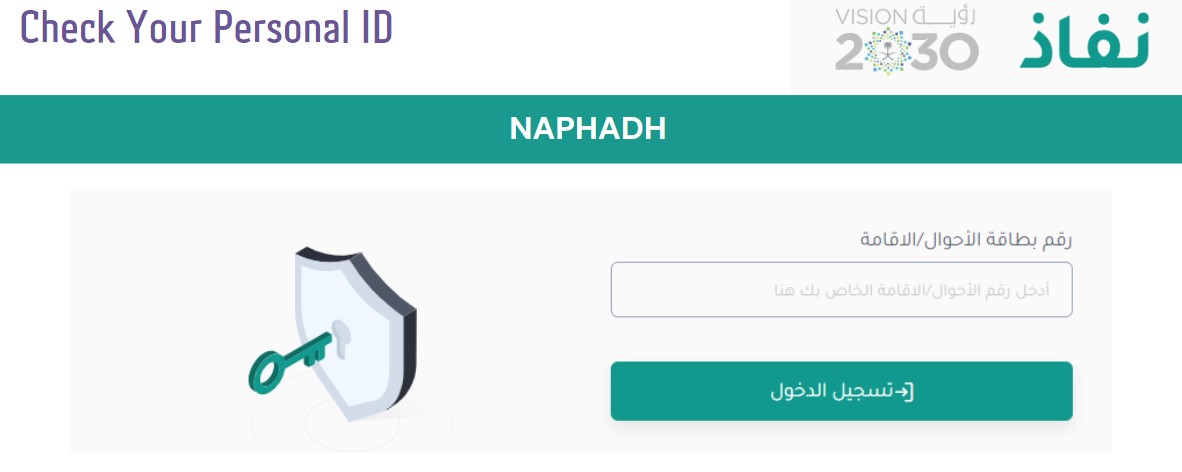 Check Your Personal ID
VISION رؤيــة
2030
نفاذ
NAPHADH
رقم بطاقة الأحوال/الاقامة
أدخل رقم الأحوال/الاقامة الخاص بك هنا
تسجيل الدخول